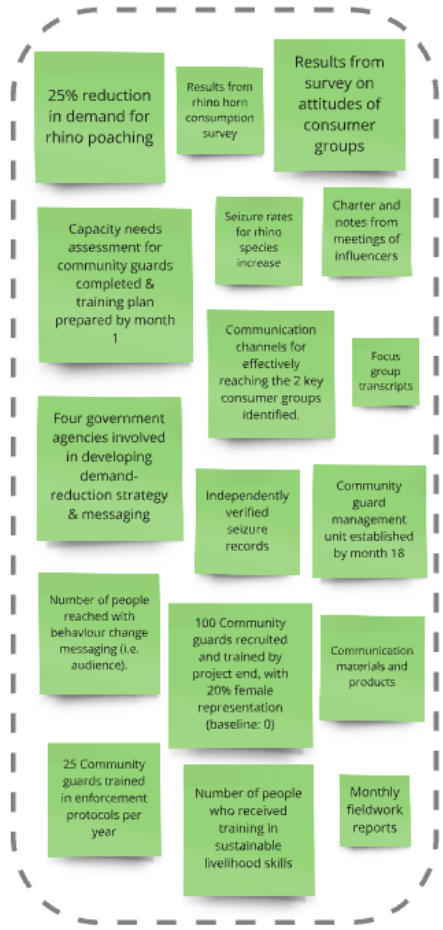 25% reduction
in demand for
rhino poaching
Results from
rhino horn
consumption
survey
Results from
survey on
attitudes of
consumer
groups
Capacity needs
assessment for
community guards
completed &
training plan
prepared by month
1
Seizure rates
for rhino
species
increase
Charter and
notes from
meetings of
influencers
Communication
channels for
effectively
reaching the 2 key
consumer groups
identified.
Focus
group
transcripts
Four government
agencies involved
in developing
demand-
reduction strategy
& messaging
Independently
verified
seizure
records
Community
guard
management
unit established
by month 18
Number of people
reached with
behaviour change
messaging (i.e.
audience).
100 Community
guards recruited
and trained by
project end, with
20% female
representation
(baseline: 0)
Communication
materials and
products
25 Community
guards trained
in enforcement
protocols per
year
Number of people
who received
training in
sustainable
livelihood skills
Monthly
fieldwork
reports